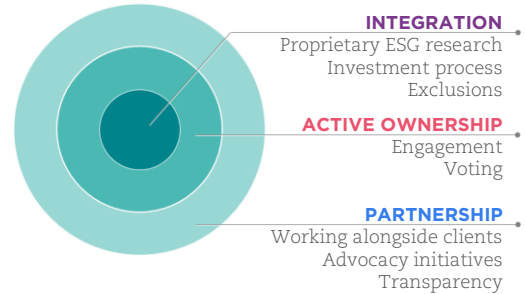 INTEGRATION
Proprietary ESG research
Investment process
Exclusions
ACTIVE OWNERSHIP
Engagement
Voting
PARTNERSHIP
Working alongside clients
Advocacy initiatives
Transparency